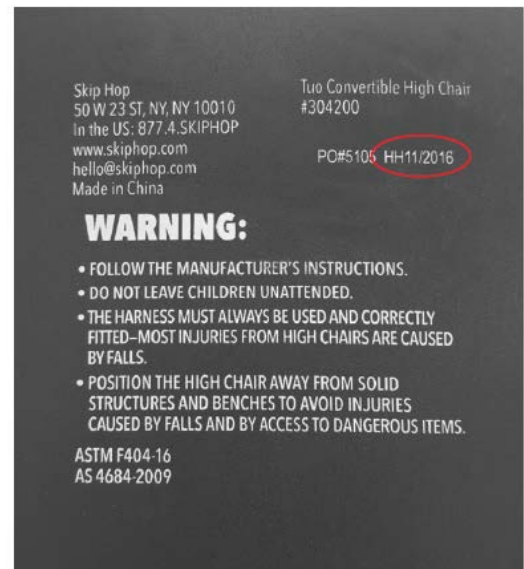 Skip Hop
50 W 23 ST, NY, NY 10010
In the US: 877.4.SKIPHOP
www.skiphop.com
hello@skiphop.com
Made in China
Tuo Convertible High Chair
#304200
PO#5105 HH11/2016
WARNING:
• FOLLOW THE MANUFACTURER'S INSTRUCTIONS.
• DO NOT LEAVE CHILDREN UNATTENDED.
• THE HARNESS MUST ALWAYS BE USED AND CORRECTLY
FITTED–MOST INJURIES FROM HIGH CHAIRS ARE CAUSED
BY FALLS.
• POSITION THE HIGH CHAIR AWAY FROM SOLID
STRUCTURES AND BENCHES TO AVOID INJURIES
CAUSED BY FALLS AND BY ACCESS TO DANGEROUS ITEMS.
ASTM F404-16
AS 4684-2009